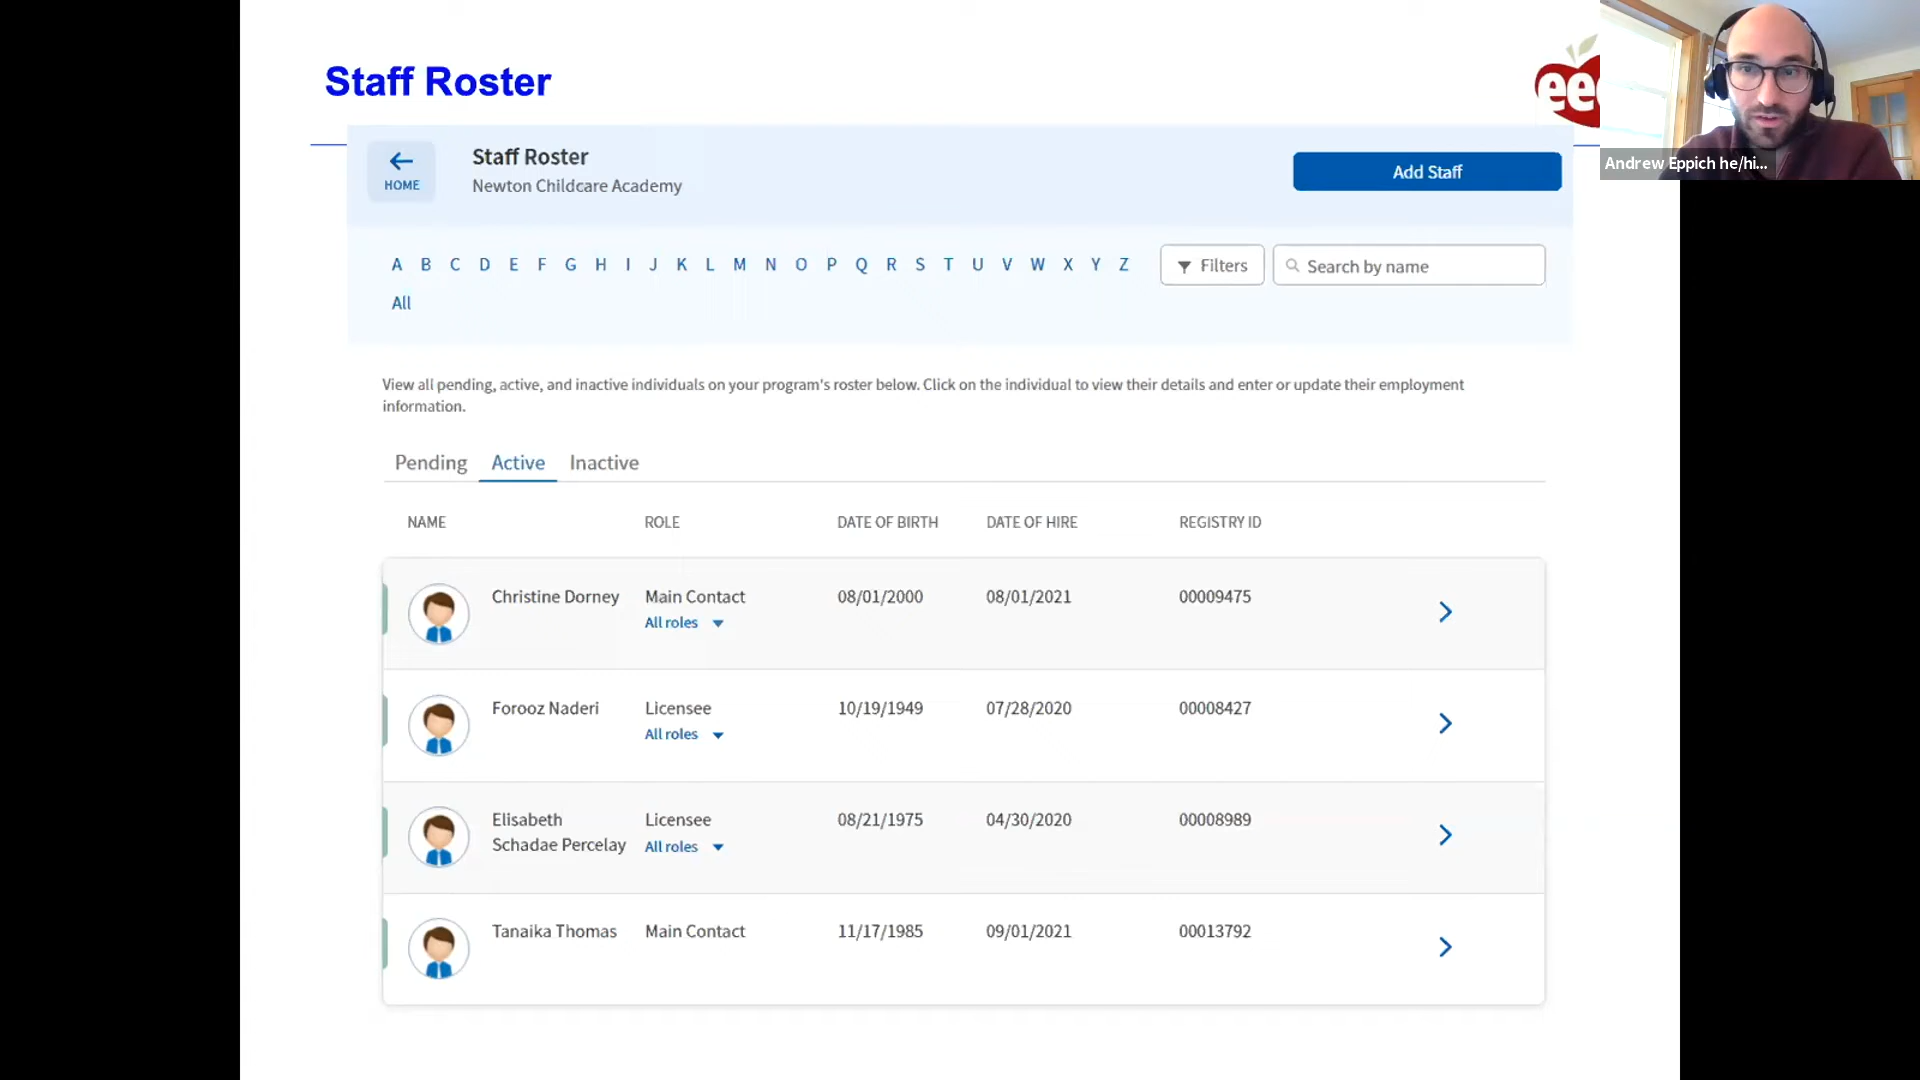 Staff Roster
ee
Andrew Eppich he/hi...
HOME
Staff Roster
Newton Childcare Academy
Add Staff
A B C D E F G H I J K L M N O P Q R S T U V W X Y Z
All
Filters
Search by name
View all pending, active, and inactive individuals on your program's roster below. Click on the individual to view their details and enter or update their employment
information.
Pending Active Inactive
NAME ROLE DATE OF BIRTH DATE OF HIRE REGISTRY ID
Christine Dorney Main Contact 08/01/2000 08/01/2021 00009475
All roles
Forooz Naderi Licensee 10/19/1949 07/28/2020 00008427
All roles
Elisabeth Licensee 08/21/1975 04/30/2020 00008989
Schadae Percelay All roles
Tanaika Thomas Main Contact 11/17/1985 09/01/2021 00013792